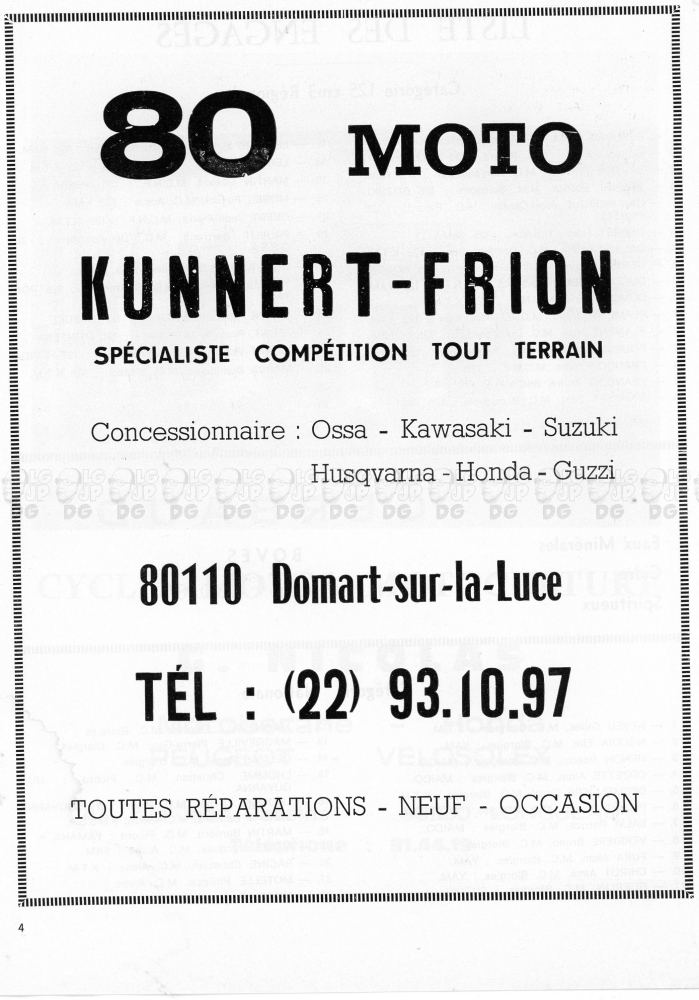 80 MOTO
KUNNERT-FRION
SPÉCIALISTE COMPÉTITION TOUT TERRAIN
Concessionnaire : Ossa - Kawasaki - Suzuki
Husqvarna - Honda - Guzzi
80110 Domart-sur-la-Luce
TÉL : (22) 93.10.97
TOUTES RÉPARATIONS - NEUF - OCCASION
4